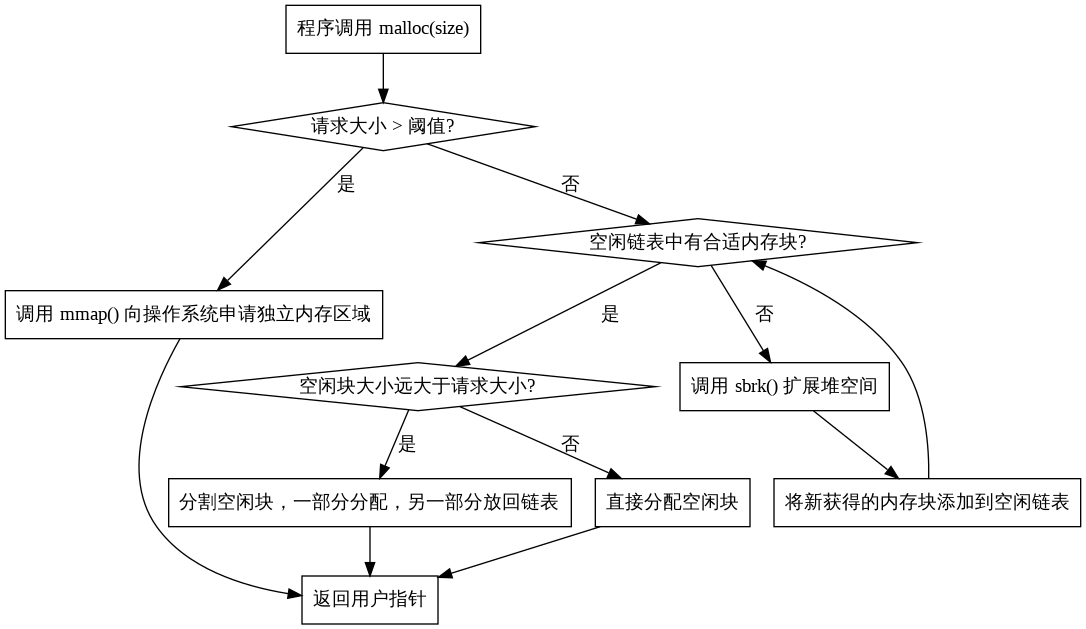 程序调用 malloc(size)
请求大小 > 阈值?
是
否
空闲链表中有合适内存块?
调用 mmap() 向操作系统申请独立内存区域
是
否
空闲块大小远大于请求大小?
调用 sbrk() 扩展堆空间
是
否
分割空闲块，一部分分配，另一部分放回链表
直接分配空闲块
将新获得的内存块添加到空闲链表
返回用户指针